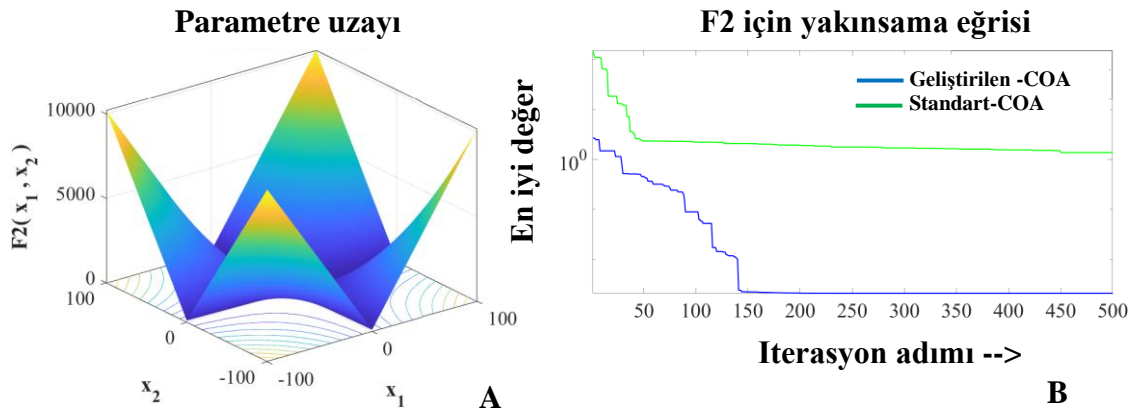 Parametre uzayı
F2( x1 , x2 )
10000
5000
0
100
0
-100
x2
-100
0
100
x1
A
F2 için yakınsama eğrisi
En iyi değer
10^0
Geliştirilen -COA
Standart-COA
50 100 150 200 250 300 350 400 450 500
Iterasyon adımı -->
B